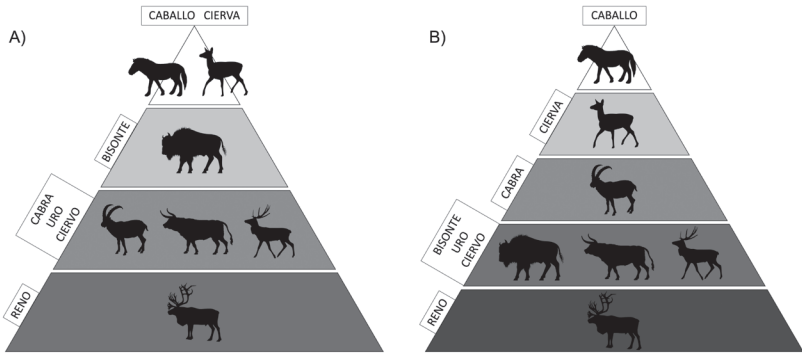 A)
CABALLO CIERVA
BISONTE
CABRA
URO
CIERVO
RENO
B)
CABALLO
CIERVA
CABRA
BISONTE
URO
CIERVO
RENO